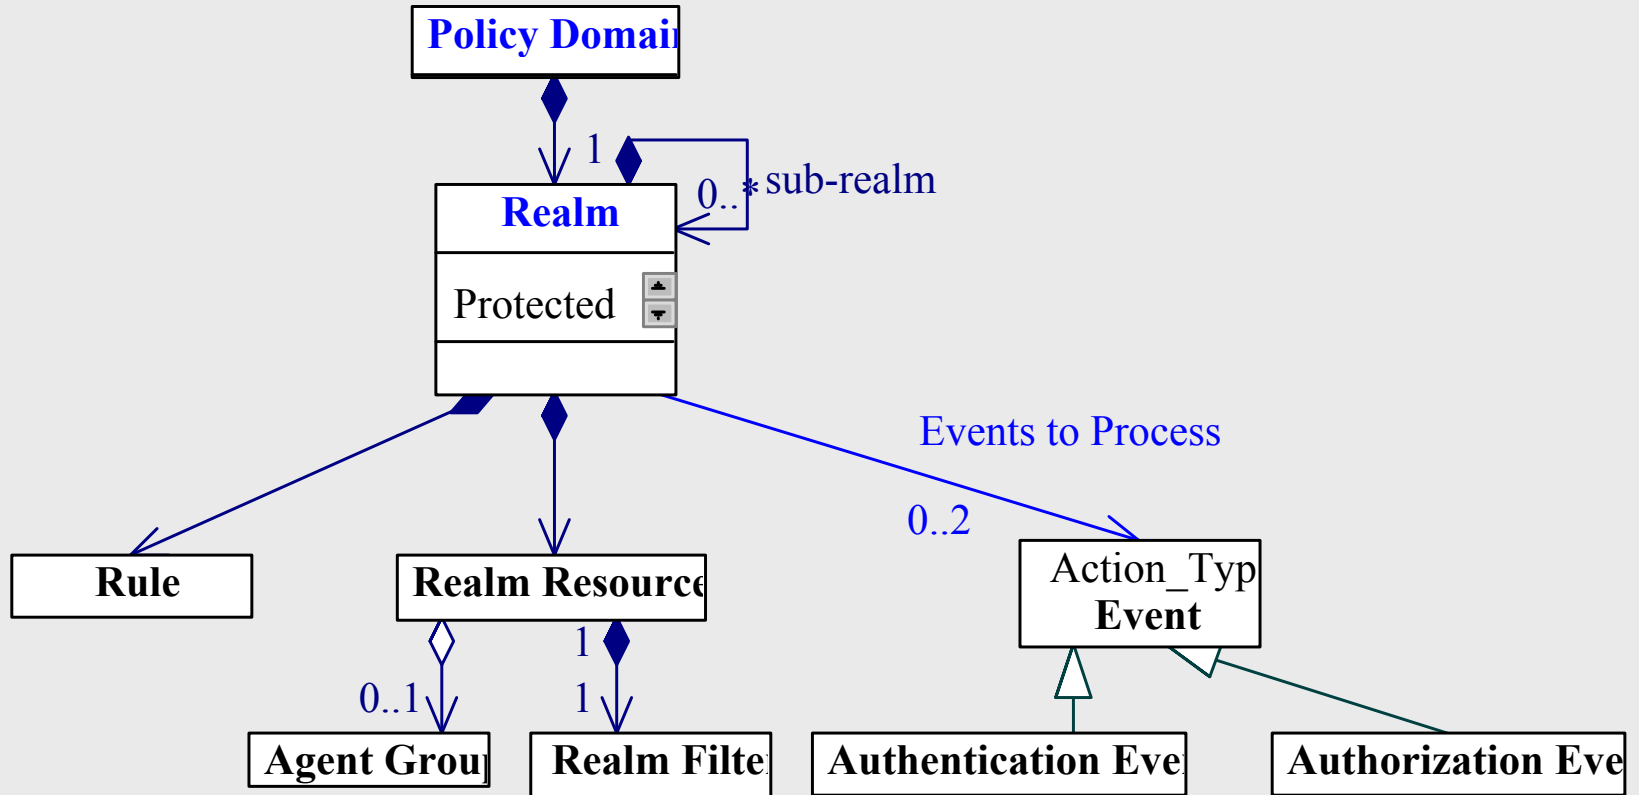 Policy Domain
1
0..*
sub-realm
Realm
Protected
Events to Process
0..2
Rule
Realm Resource
Action_Typ
Event
1
0..1
1
Agent Grou
Realm Filte
Authentication Eve
Authorization Eve